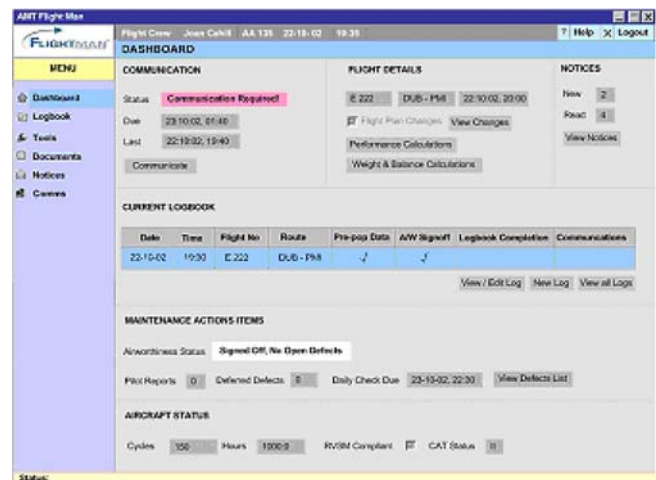 AMT Flight Man
FLIGHTMAN
Flight Crew Joan Cahill AA 135 22-10-02 19:35
? Help X Logout
DASHBOARD
MENU
Dashboard
Logbook
Tools
Documents
Notices
Comms
COMMUNICATION
Status Communication Required!
Due 23:10:02, 01:40
Last 22:10:02, 19:40
Communicate
FLIGHT DETAILS
E 222 DUB - PMI 22:10:02, 20:00
Flight Plan Changes View Changes
Performance Calculations
Weight & Balance Calculations
NOTICES
New 2
Read 4
View Notices
CURRENT LOGBOOK
Date Time Flight No Route Pre-pop Data A/W Signoff Logbook Completion Communcations
22-10-02 19:30 E 222 DUB - PMI √ √
View / Edit Log New Log View all Logs
MAINTENANCE ACTIONS ITEMS
Airworthiness Status Signed Off, No Open Defects
Pilot Reports 0 Deferred Defects 0 Daily Check Due 23-10-02, 22:30 View Defects List
AIRCRAFT STATUS
Cycles 150 Hours 1000:0 RVSM Compliant CAT Status II
Status: